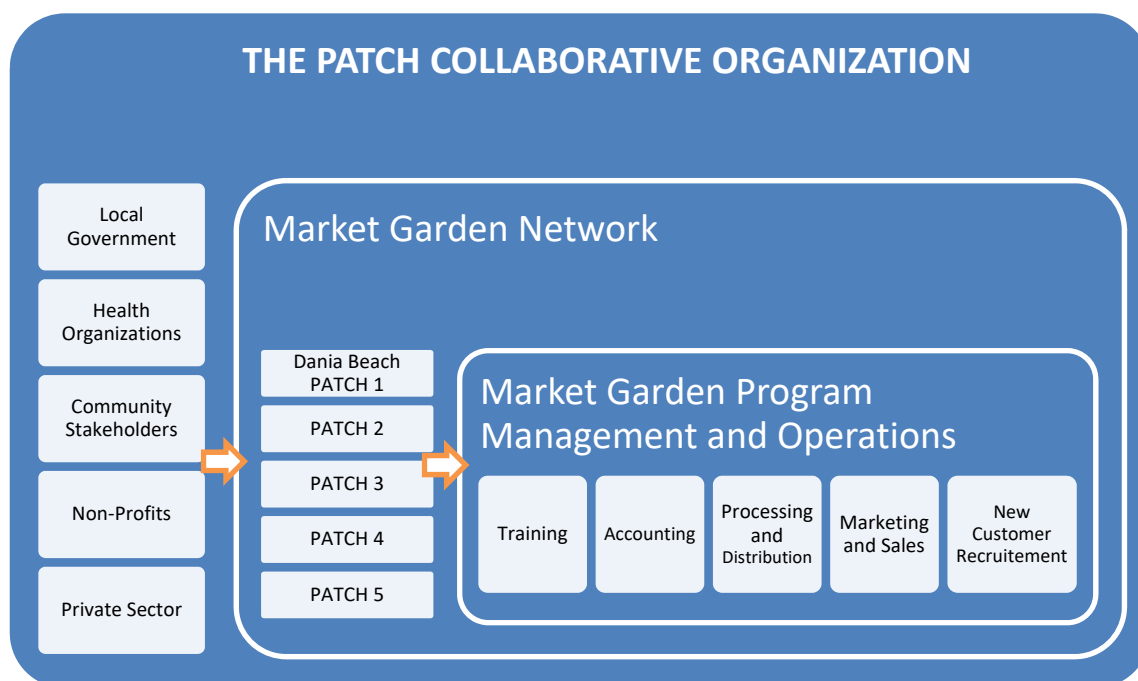 THE PATCH COLLABORATIVE ORGANIZATION
Local
Government
Health
Organizations
Community
Stakeholders
Non-Profits
Private Sector
Market Garden Network
Dania Beach
PATCH 1
PATCH 2
PATCH 3
PATCH 4
PATCH 5
Market Garden Program
Management and Operations
Training
Accounting
Processing
and
Distribution
Marketing
and Sales
New
Customer
Recruitement